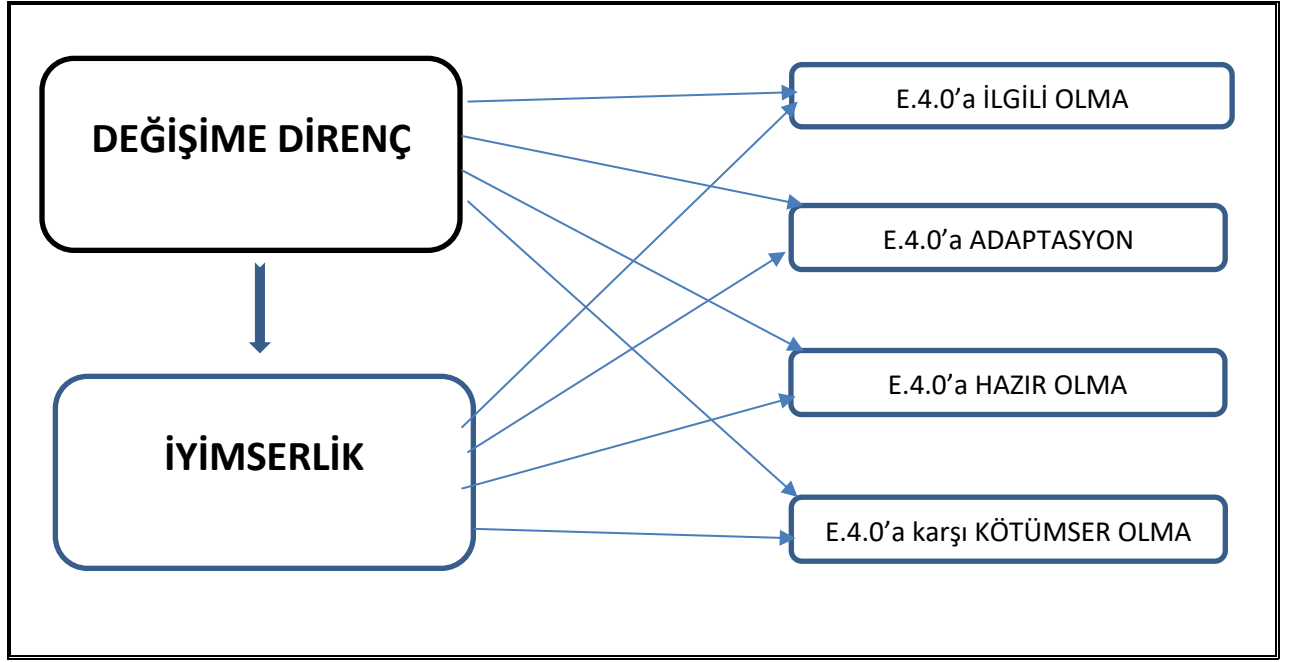 DEĞİŞİME DİRENÇ
İYİMSERLİK
E.4.0’a İLGİLİ OLMA
E.4.0’a ADAPTASYON
E.4.0’a HAZIR OLMA
E.4.0’a karşı KÖTÜMSER OLMA